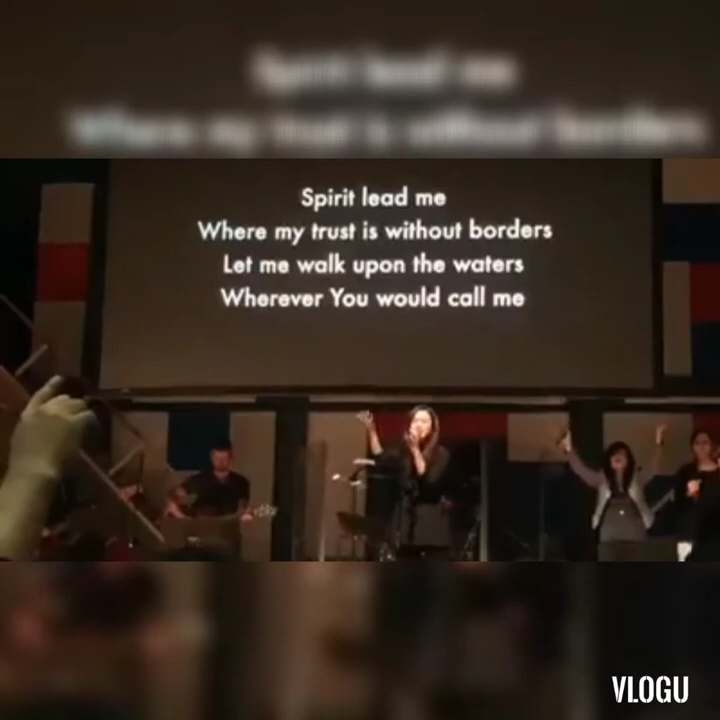 Spirit lead me
Where my trust is without borders
Let me walk upon the waters
Wherever You would call me
VLOGU